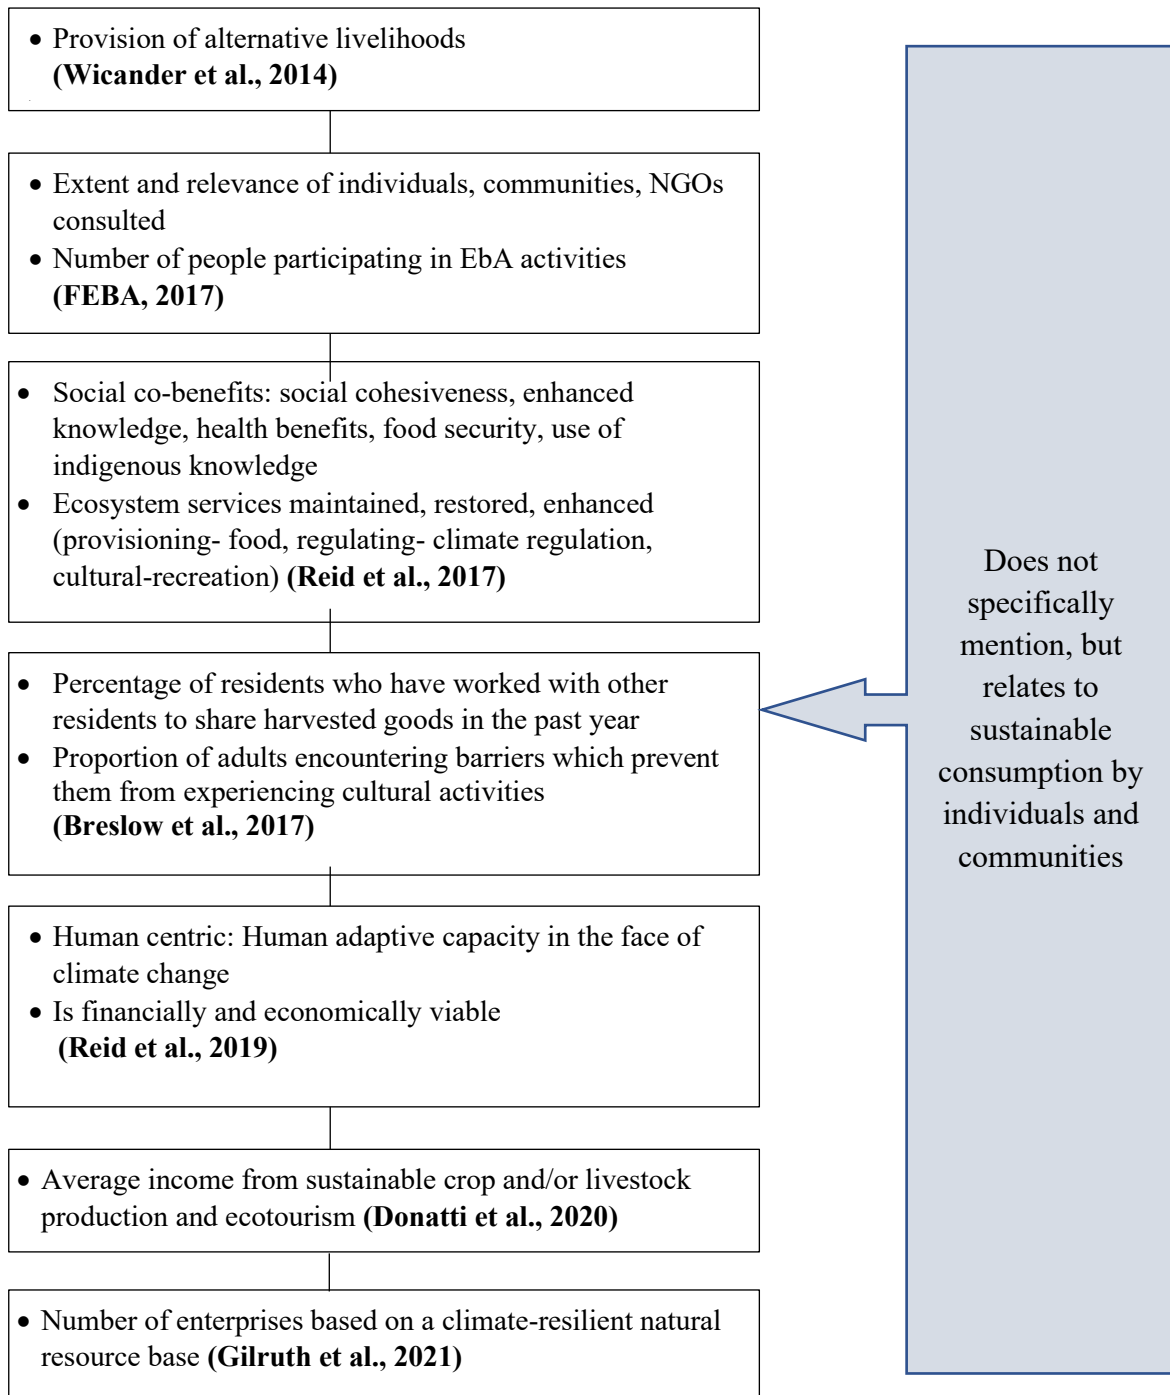 • Provision of alternative livelihoods
(Wicander et al., 2014)
• Extent and relevance of individuals, communities, NGOs
consulted
• Number of people participating in EbA activities
(FEBA, 2017)
• Social co-benefits: social cohesiveness, enhanced
knowledge, health benefits, food security, use of
indigenous knowledge
• Ecosystem services maintained, restored, enhanced
(provisioning- food, regulating- climate regulation,
cultural-recreation) (Reid et al., 2017)
• Percentage of residents who have worked with other
residents to share harvested goods in the past year
• Proportion of adults encountering barriers which prevent
them from experiencing cultural activities
(Breslow et al., 2017)
• Human centric: Human adaptive capacity in the face of
climate change
• Is financially and economically viable
(Reid et al., 2019)
• Average income from sustainable crop and/or livestock
production and ecotourism (Donatti et al., 2020)
• Number of enterprises based on a climate-resilient natural
resource base (Gilruth et al., 2021)
Does not
specifically
mention, but
relates to
sustainable
consumption by
individuals and
communities